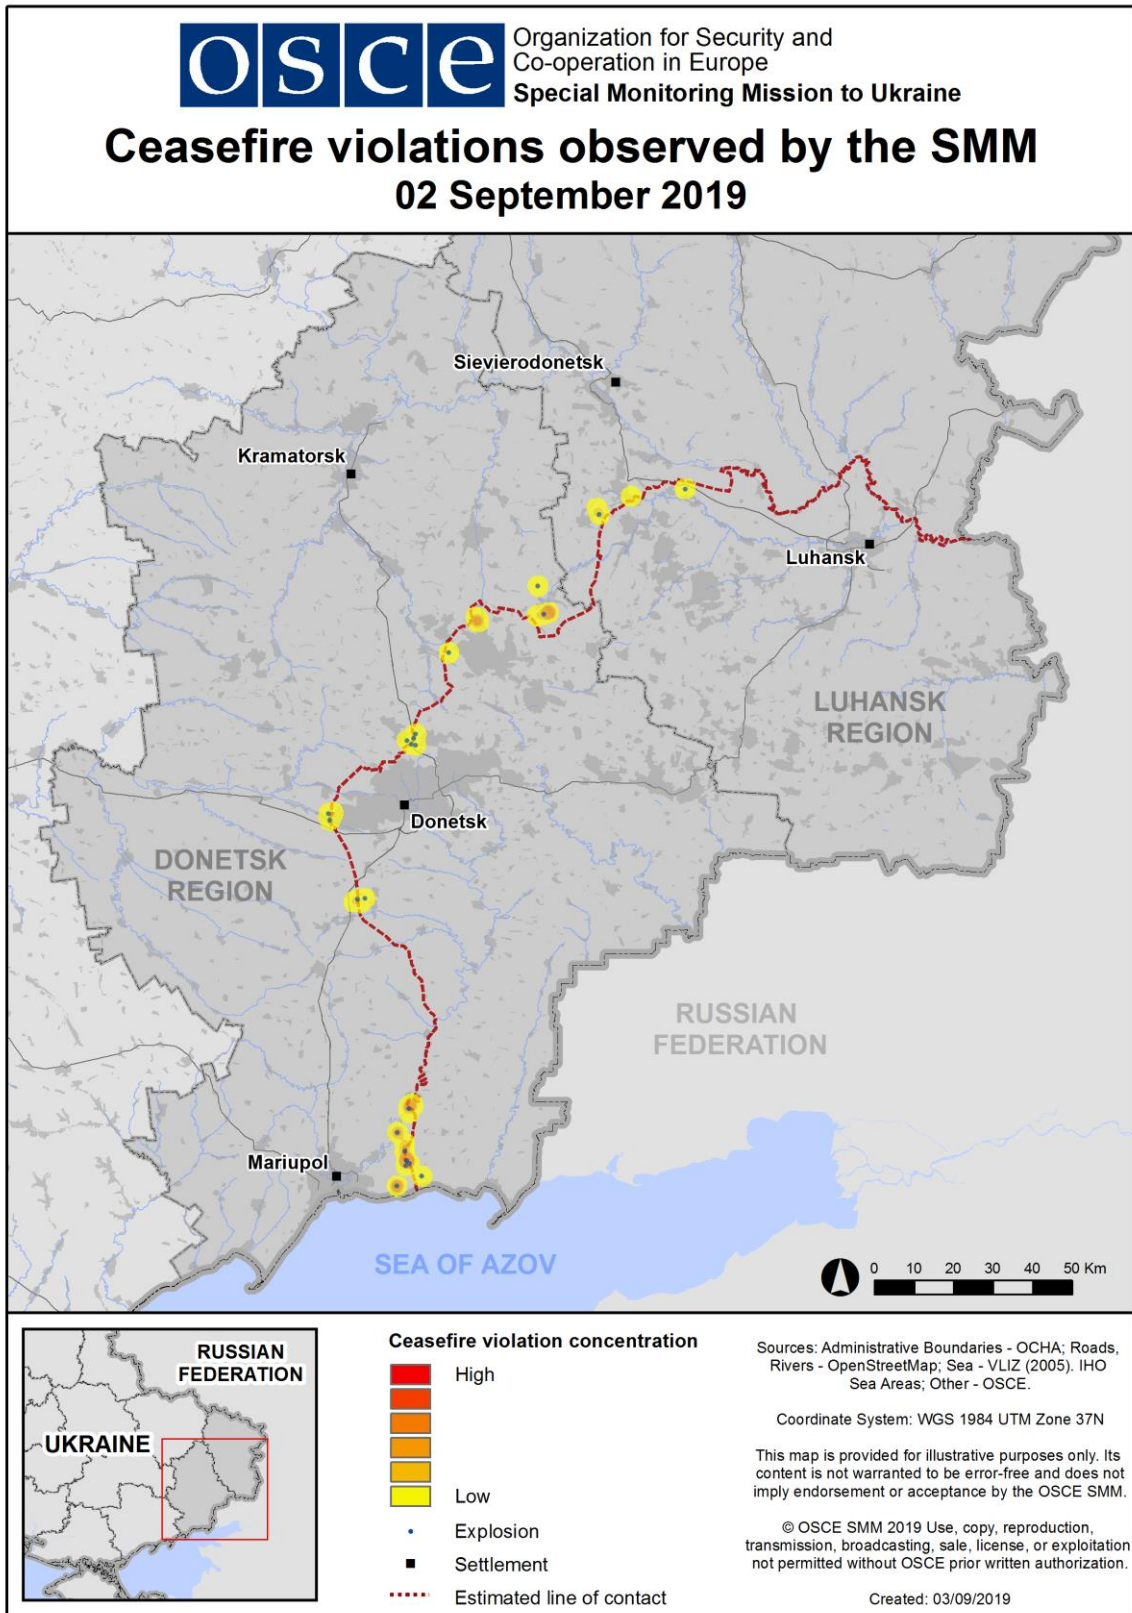 osce
Organization for Security and
Co-operation in Europe
Special Monitoring Mission to Ukraine
Ceasefire violations observed by the SMM
02 September 2019
Sievierodonetsk
Kramatorsk
Luhansk
LUHANSK
REGION
Donetsk
DONETSK
REGION
RUSSIAN
FEDERATION
Mariupol
SEA OF AZOV
0 10 20 30 40 50 Km
RUSSIAN
FEDERATION
UKRAINE
Ceasefire violation concentration
High
Low
Explosion
Settlement
Estimated line of contact
Sources: Administrative Boundaries - OCHA; Roads,
Rivers - OpenStreetMap; Sea - VLIZ (2005). IHO
Sea Areas; Other - OSCE.
Coordinate System: WGS 1984 UTM Zone 37N
This map is provided for illustrative purposes only. Its
content is not warranted to be error-free and does not
imply endorsement or acceptance by the OSCE SMM.
© OSCE SMM 2019 Use, copy, reproduction,
transmission, broadcasting, sale, license, or exploitation
not permitted without OSCE prior written authorization.
Created: 03/09/2019